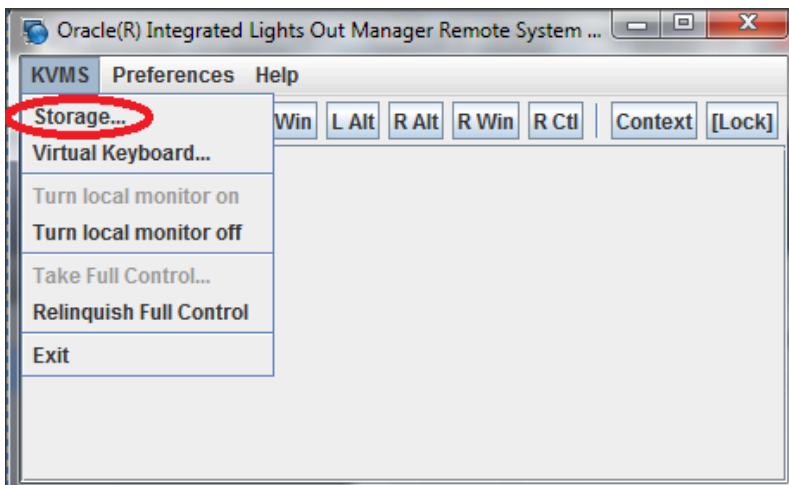 Oracle(R) Integrated Lights Out Manager Remote System ...
KVMS Preferences Help
Storage... Win L Alt R Alt R Win R Ctl Context [Lock]
Virtual Keyboard...
Turn local monitor on
Turn local monitor off
Take Full Control...
Relinquish Full Control
Exit